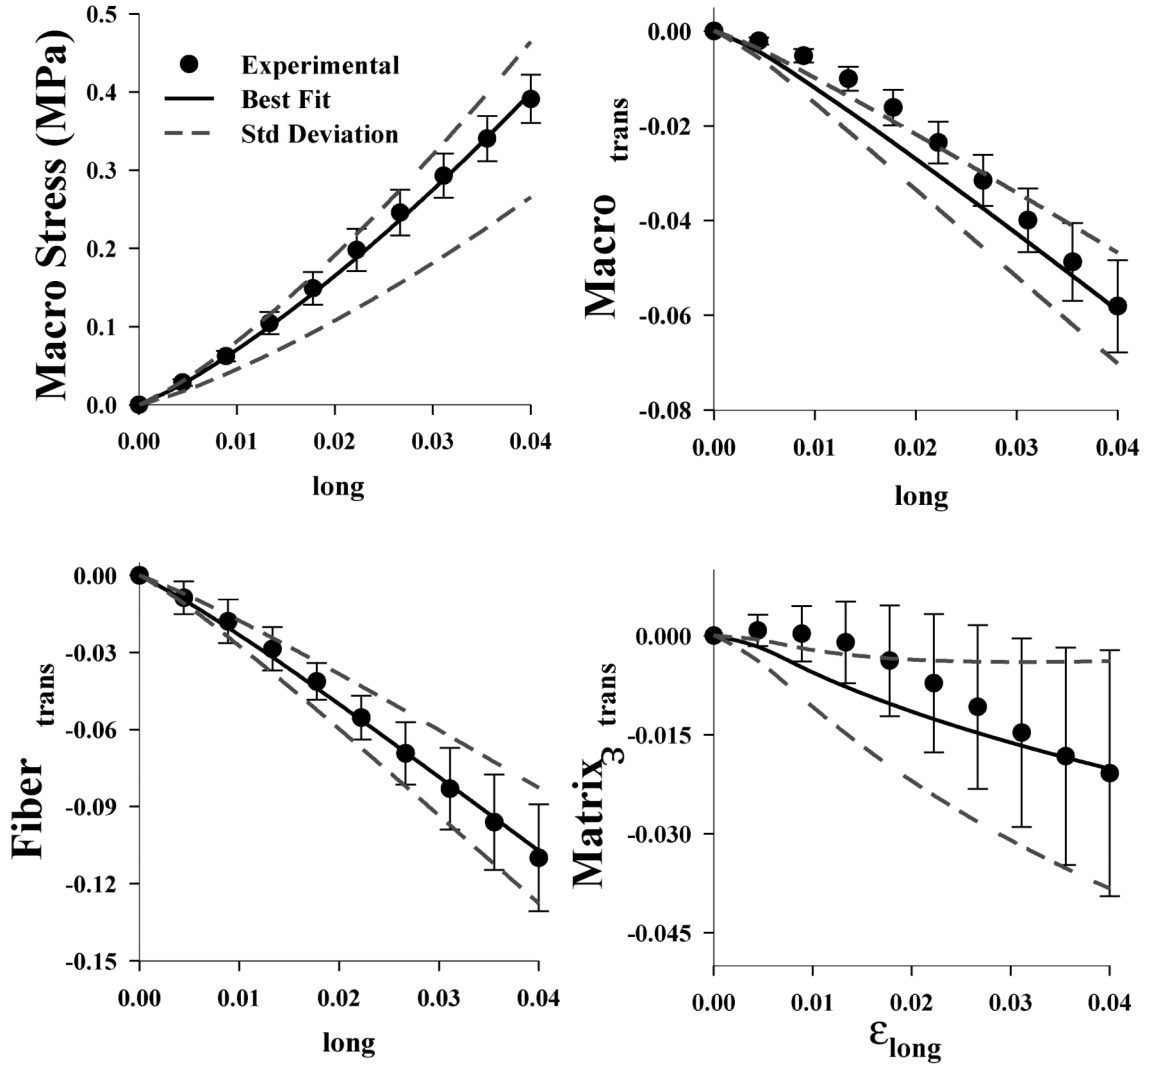 Macro Stress (MPa)
0.5
0.4
0.3
0.2
0.1
0.0
Experimental
Best Fit
Std Deviation
0.00 0.01 0.02 0.03 0.04
long
Macro trans
0.00
-0.02
-0.04
-0.06
-0.08
0.00 0.01 0.02 0.03 0.04
long
Fiber trans
0.00
-0.03
-0.06
-0.09
-0.12
-0.15
0.00 0.01 0.02 0.03 0.04
long
Matrix ε trans
0.000
-0.015
-0.030
-0.045
0.00 0.01 0.02 0.03 0.04
εlong